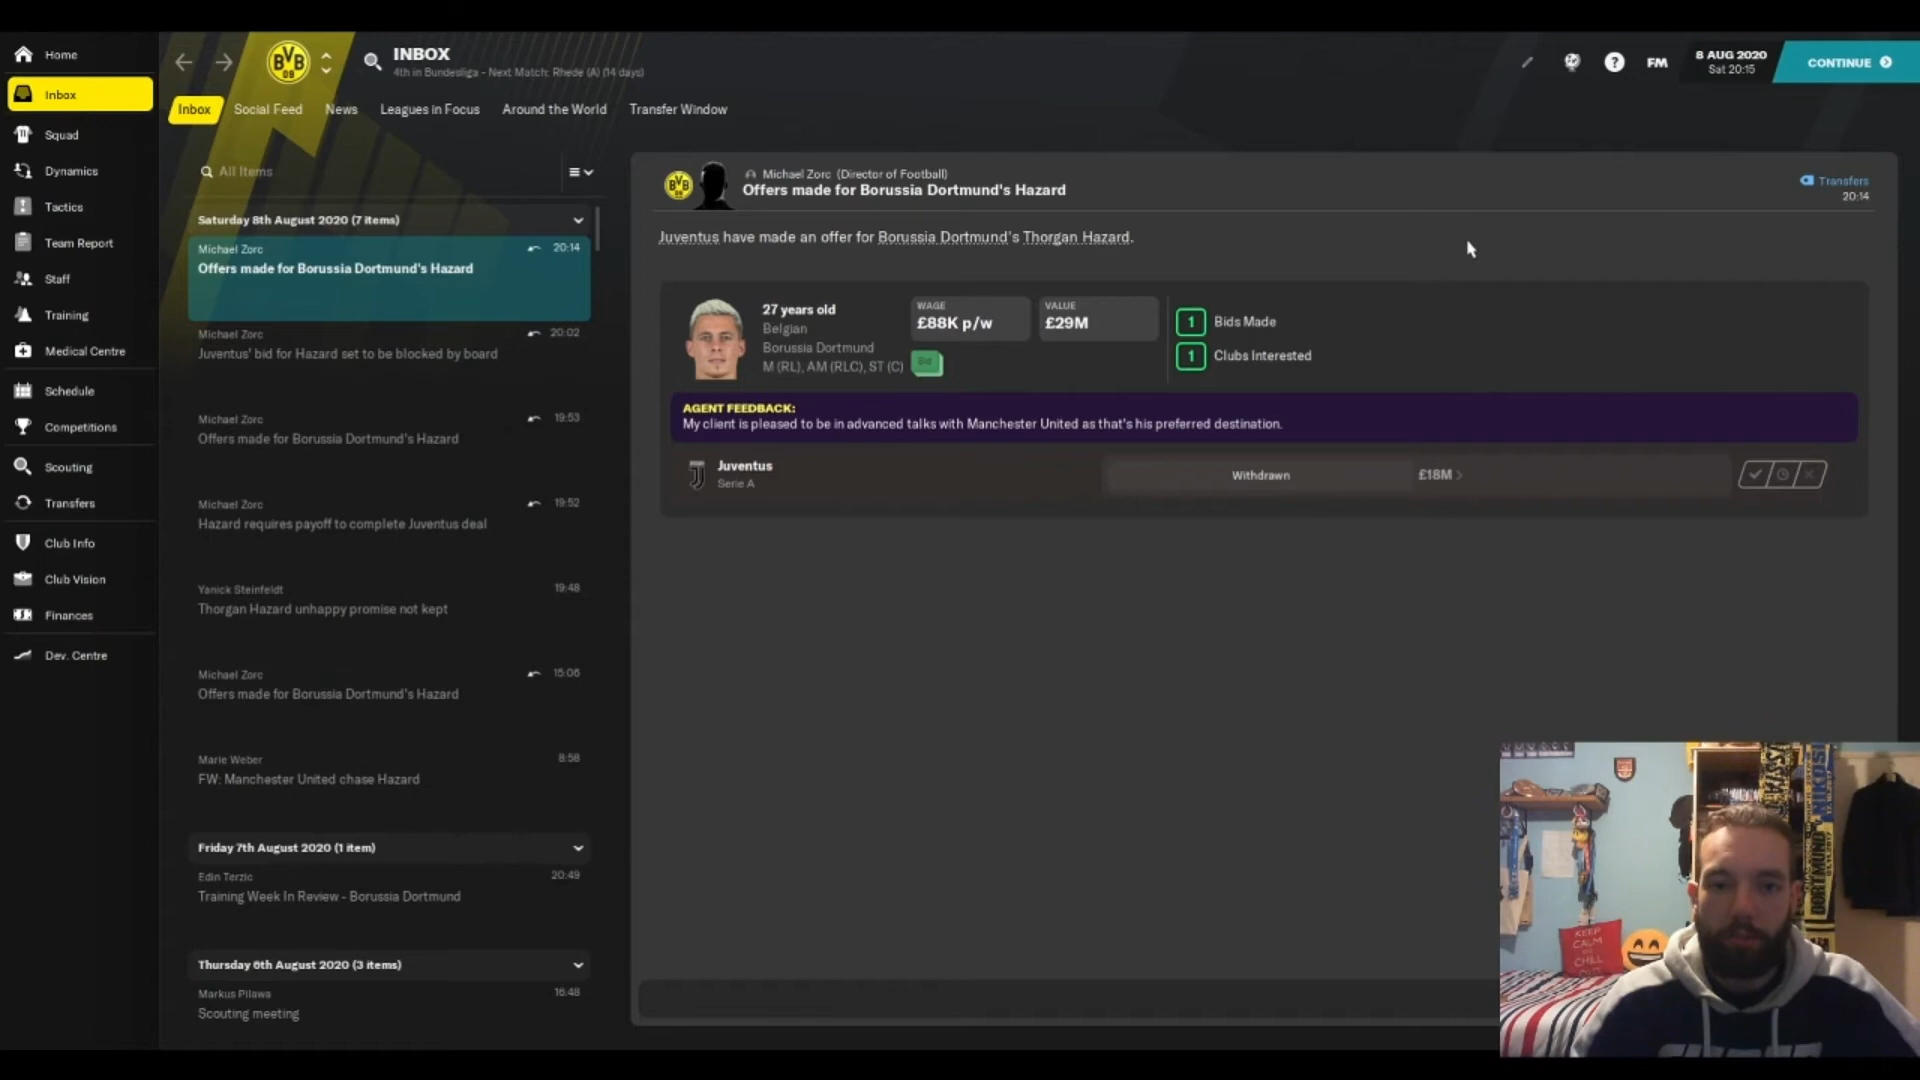 Home
Inbox
Squad
Dynamics
Tactics
Team Report
Staff
Training
Medical Centre
Schedule
Competitions
Scouting
Transfers
Club Info
Club Vision
Finances
Dev. Centre
BVB
09
INBOX
4th in Bundesliga - Next Match: Rhede (A) (14 days)
FM
8 AUG 2020
Sat 20:15
CONTINUE
Inbox
Social Feed
News
Leagues in Focus
Around the World
Transfer Window
All Items
Saturday 8th August 2020 (7 items)
Michael Zorc 20:14
Offers made for Borussia Dortmund's Hazard
Michael Zorc 20:02
Juventus' bid for Hazard set to be blocked by board
Michael Zorc 19:53
Offers made for Borussia Dortmund's Hazard
Michael Zorc 19:52
Hazard requires payoff to complete Juventus deal
Yanick Steinfeldt 19:48
Thorgan Hazard unhappy promise not kept
Michael Zorc 15:06
Offers made for Borussia Dortmund's Hazard
Marie Weber 8:58
FW: Manchester United chase Hazard
Friday 7th August 2020 (1 item)
Edin Terzic 20:49
Training Week In Review - Borussia Dortmund
Thursday 6th August 2020 (3 items)
Markus Pilawa 16:48
Scouting meeting
BVB
Michael Zorc (Director of Football)
Offers made for Borussia Dortmund's Hazard
Transfers
20:14
Juventus have made an offer for Borussia Dortmund's Thorgan Hazard.
27 years old
Belgian
Borussia Dortmund
M (RL), AM (RLC), ST (C)
WAGE
£88K p/w
Bid
VALUE
£29M
1 Bids Made
1 Clubs Interested
AGENT FEEDBACK:
My client is pleased to be in advanced talks with Manchester United as that's his preferred destination.
Juventus
Serie A
Withdrawn
£18M
KEEP
CALM
CHILL
OUT
DORTMUND